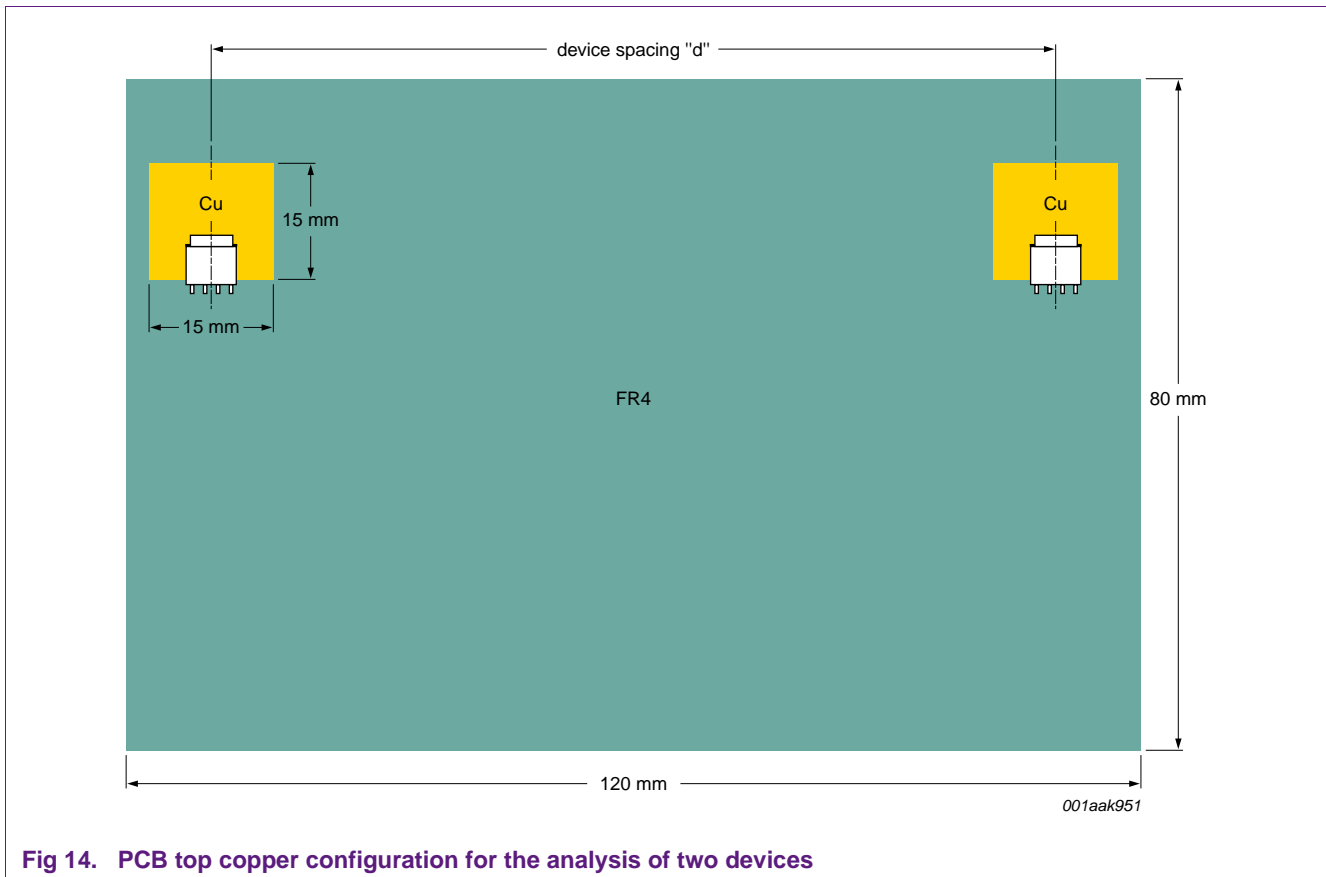 device spacing "d"
Cu
15 mm
15 mm
Cu
FR4
80 mm
120 mm
001aak951
Fig 14. PCB top copper configuration for the analysis of two devices